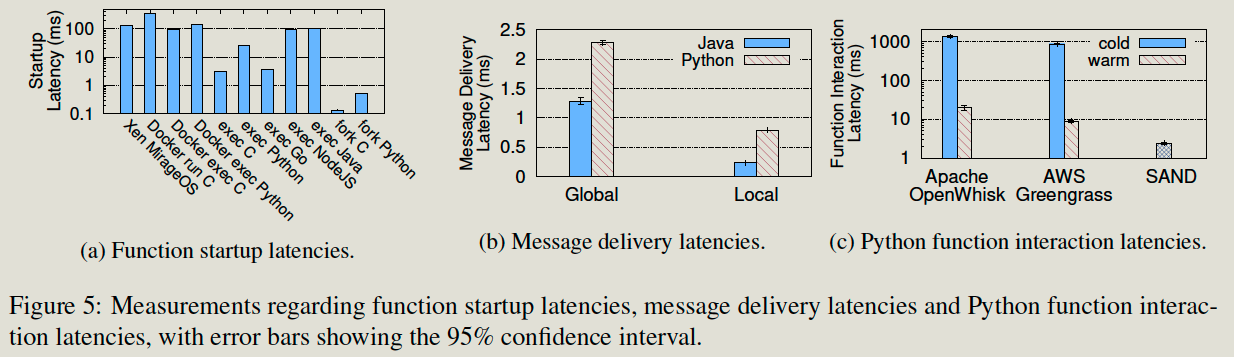 Startup
Latency (ms)
100
10
1
0.1
Xen MirageOS
Docker run C
Docker exec C
Docker exec Python
exec C
exec Python
exec Go
exec NodeJS
exec Java
fork C
fork Python
(a) Function startup latencies.
Message Delivery
Latency (ms)
2.5
2
1.5
1
0.5
0
Java
Python
Global
Local
(b) Message delivery latencies.
Function Interaction
Latency (ms)
1000
100
10
1
cold
warm
Apache
OpenWhisk
AWS
Greengrass
SAND
(c) Python function interaction latencies.
Figure 5: Measurements regarding function startup latencies, message delivery latencies and Python function interac-
tion latencies, with error bars showing the 95% confidence interval.